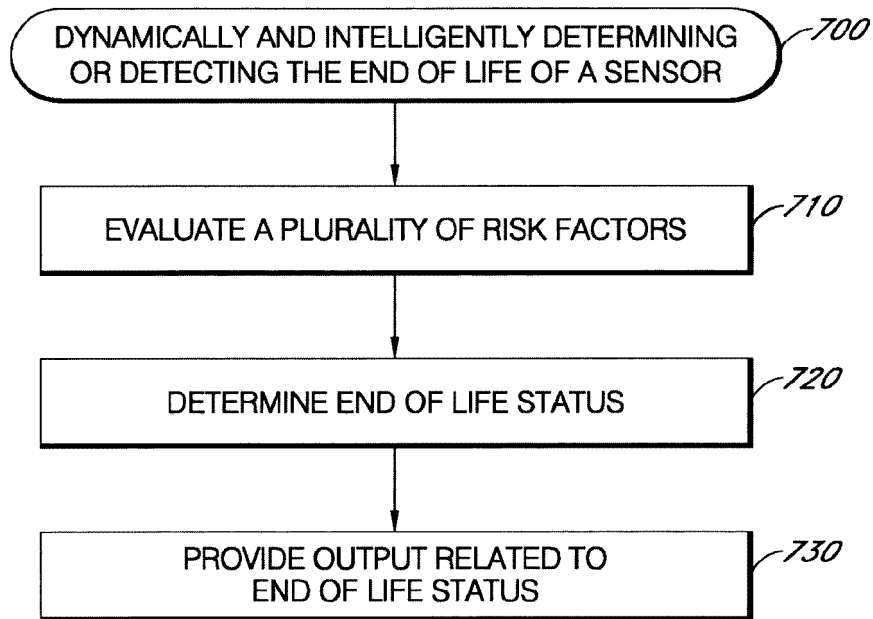 DYNAMICALLY AND INTELLIGENTLY DETERMINING
OR DETECTING THE END OF LIFE OF A SENSOR
700
EVALUATE A PLURALITY OF RISK FACTORS
710
DETERMINE END OF LIFE STATUS
720
PROVIDE OUTPUT RELATED TO
END OF LIFE STATUS
730